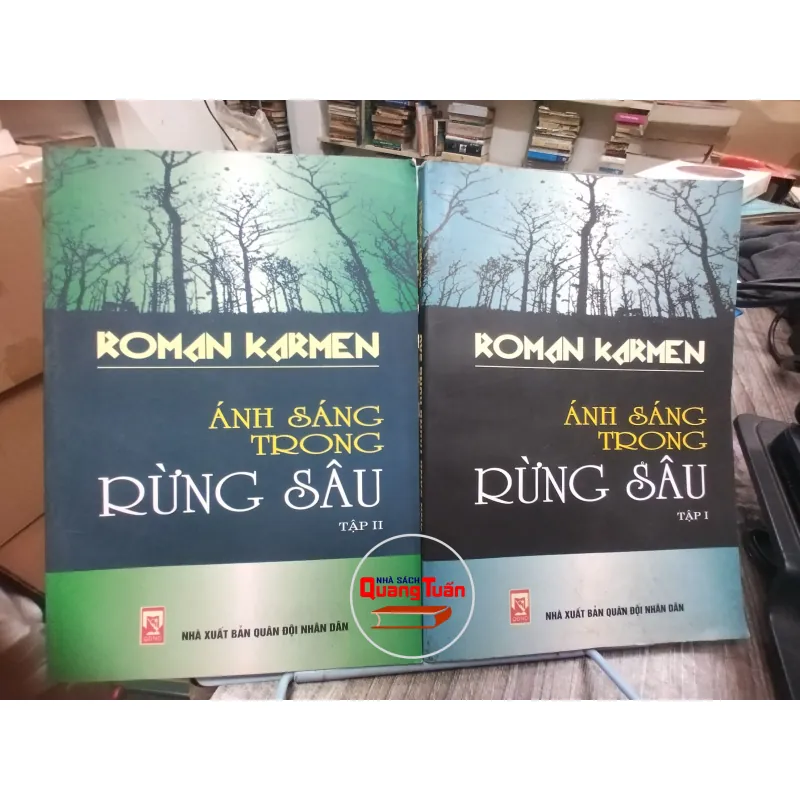 ROMAN KARMEN
ÁNH SÁNG
TRONG
RỪNG SÂU
TẬP II
NHÀ XUẤT BẢN QUÂN ĐỘI NHÂN DÂN
ROMAN KARMEN
ÁNH SÁNG
TRONG
RỪNG SÂU
TẬP I
NHÀ XUẤT BẢN QUÂN ĐỘI NHÂN DÂN
NHÀ SÁCH
Quang Tuấn